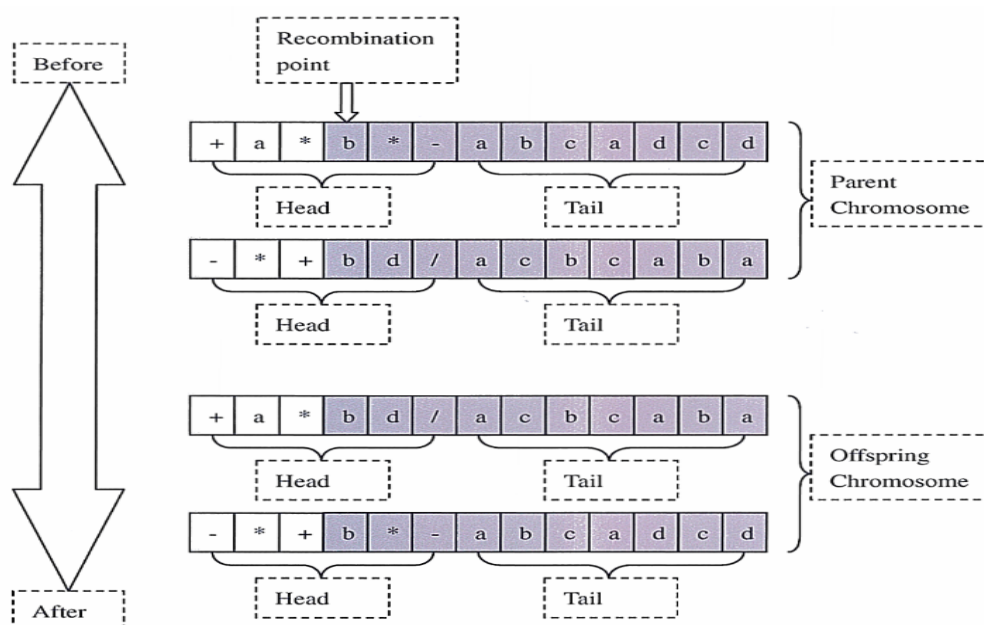 Before
Recombination
point
+ a * b * - a b c a d c d
Head
Tail
Parent
Chromosome
- * + b d / a c b c a b a
Head
Tail
+ a * b d / a c b c a b a
Head
Tail
Offspring
Chromosome
- * + b * - a b c a d c d
Head
Tail
After